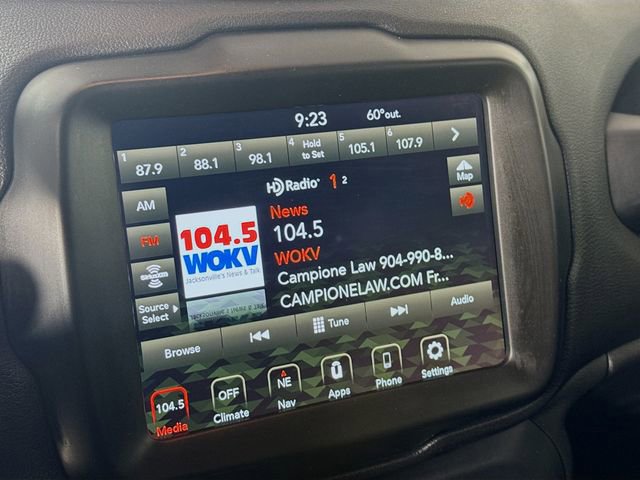 9:23 60° out.
1 87.9 2 88.1 3 98.1 4 Hold to Set 5 105.1 6 107.9
Map
AM
HD Radio 1 2
FM
News
104.5
WOKV
104.5
WOKV
Jacksonville's News & Talk
SiriusXM
Campione Law 904-990-8...
CAMPIONELAW.COM Fr...
Source Select
Browse Tune Audio
104.5 OFF NE
Media Climate Nav Apps Phone Settings